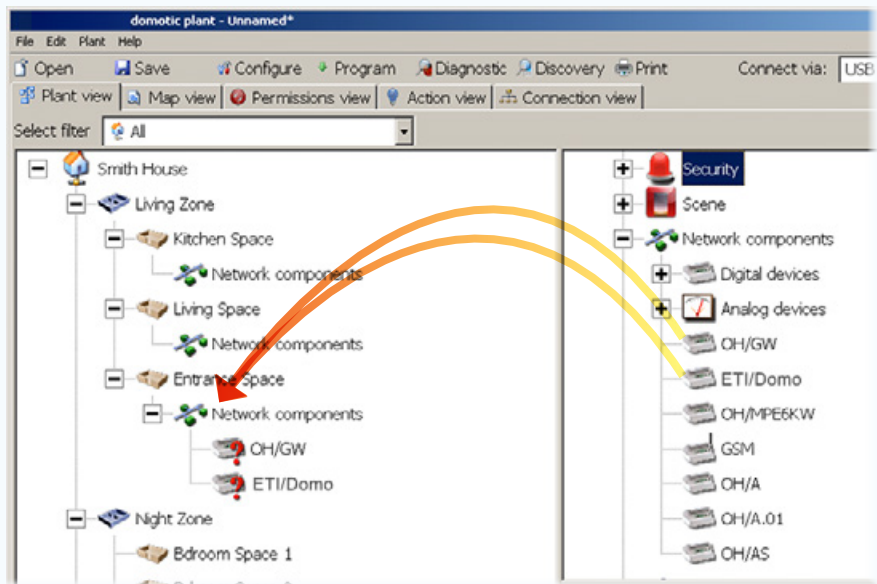 domotic plant - Unnamed*
File Edit Plant Help
Open Save Configure Program Diagnostic Discovery Print Connect via: USB
Plant view Map view Permissions view Action view Connection view
Select filter All
Smith House
Living Zone
Kitchen Space
Network components
Living Space
Network components
Entrance Space
Network components
OH/GW
ETI/Domo
Night Zone
Bdroom Space 1
Security
Scene
Network components
Digital devices
Analog devices
OH/GW
ETI/Domo
OH/MPE6KW
GSM
OH/A
OH/A.01
OH/AS